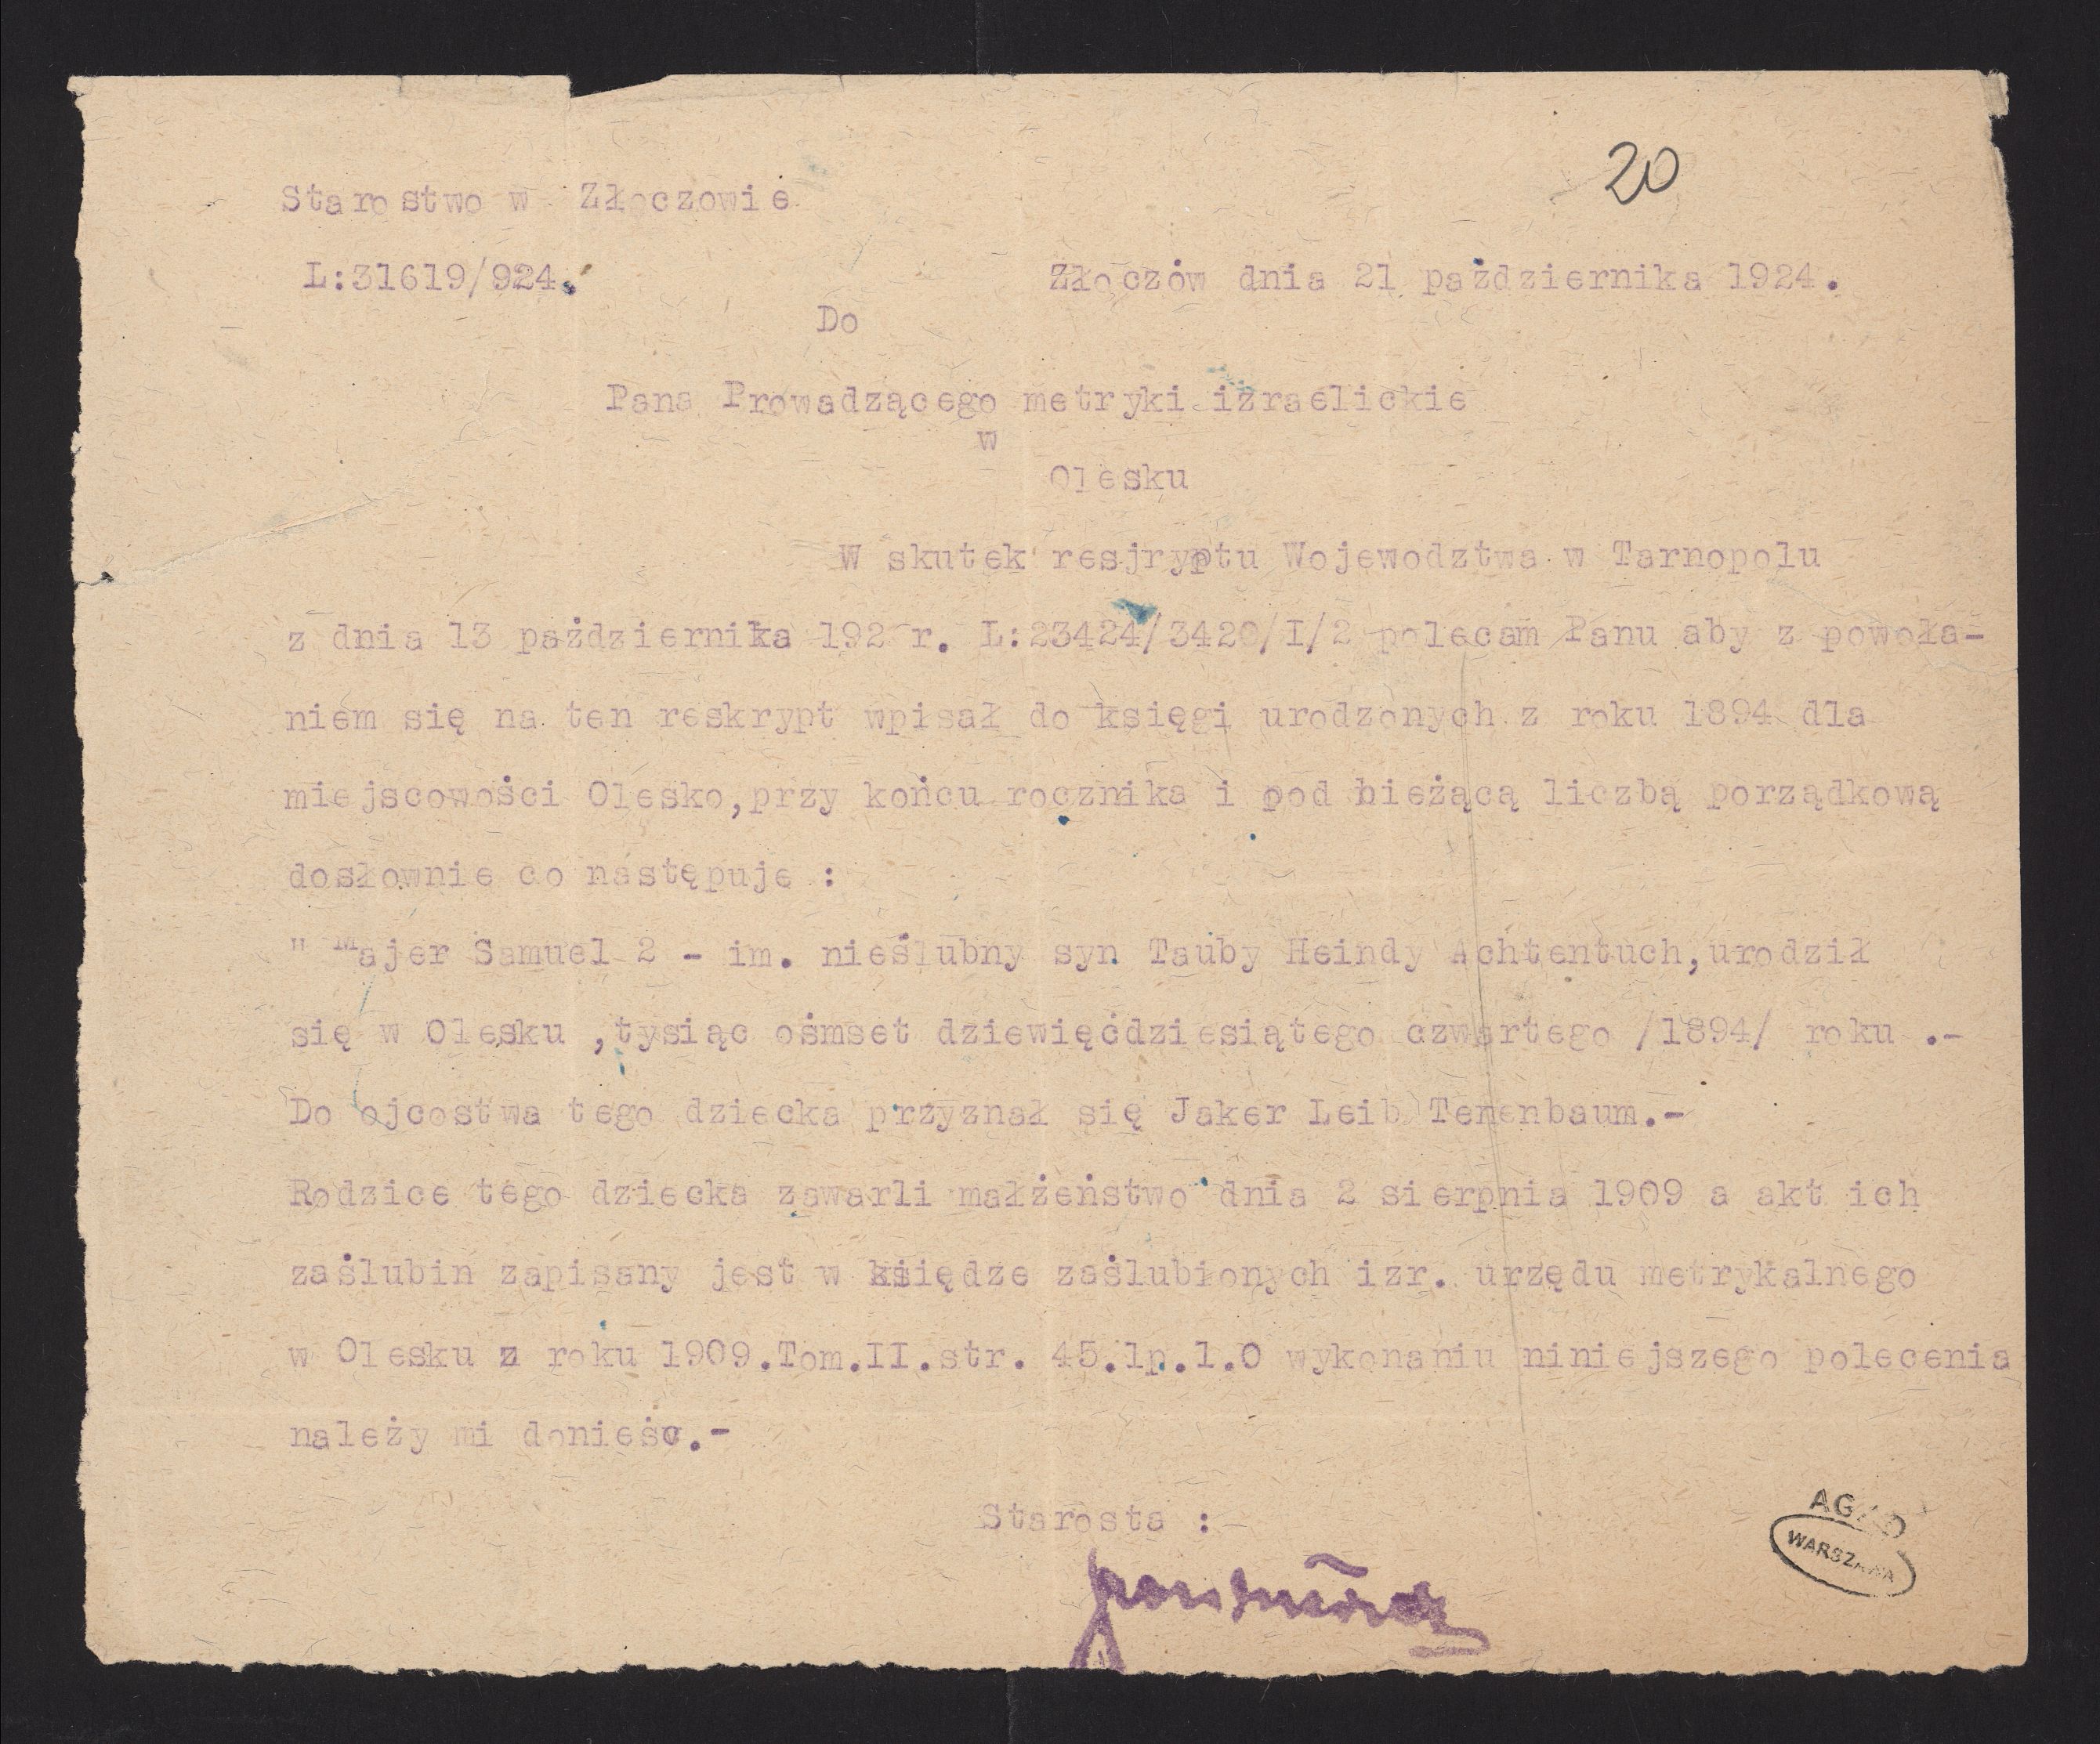 20
Starostwo w Złoczowie
L:31619/924.
Złoczów dnia 21 października 1924.
Do
Pana Prowadzącego metryki izraelickie
w
Olesku
W skutek resjryptu Wojewodztwa w Tarnopolu
z dnia 13 października 192 r. L:23424/3420/I/2 polecam Panu aby z powoła-
niem się na ten reskrypt wpisał do księgi urodzonych z roku 1894 dla
miejscowości Olesko,przy końcu rocznika i pod bieżącą liczbą porządkową
dosłownie co następuje :
" Majer Samuel 2 - im. nieślubny syn Tauby Heindy Achtentuch,urodził
się w Olesku ,tysiąc ośmset dziewięćdziesiątego czwartego /1894/ roku .-
Do ojcostwa tego dziecka przyznał się Jaker Leib Tenenbaum.-
Rodzice tego dziecka zawarli małżeństwo dnia 2 sierpnia 1909 a akt ich
zaślubin zapisany jest w księdze zaślubionych izr. urzędu metrykalnego
w Olesku z roku 1909.Tom.II.str. 45.lp.1.O wykonaniu niniejszego polecenia
należy mi donieśc.-
Starosta :
AGAD
WARSZAWA